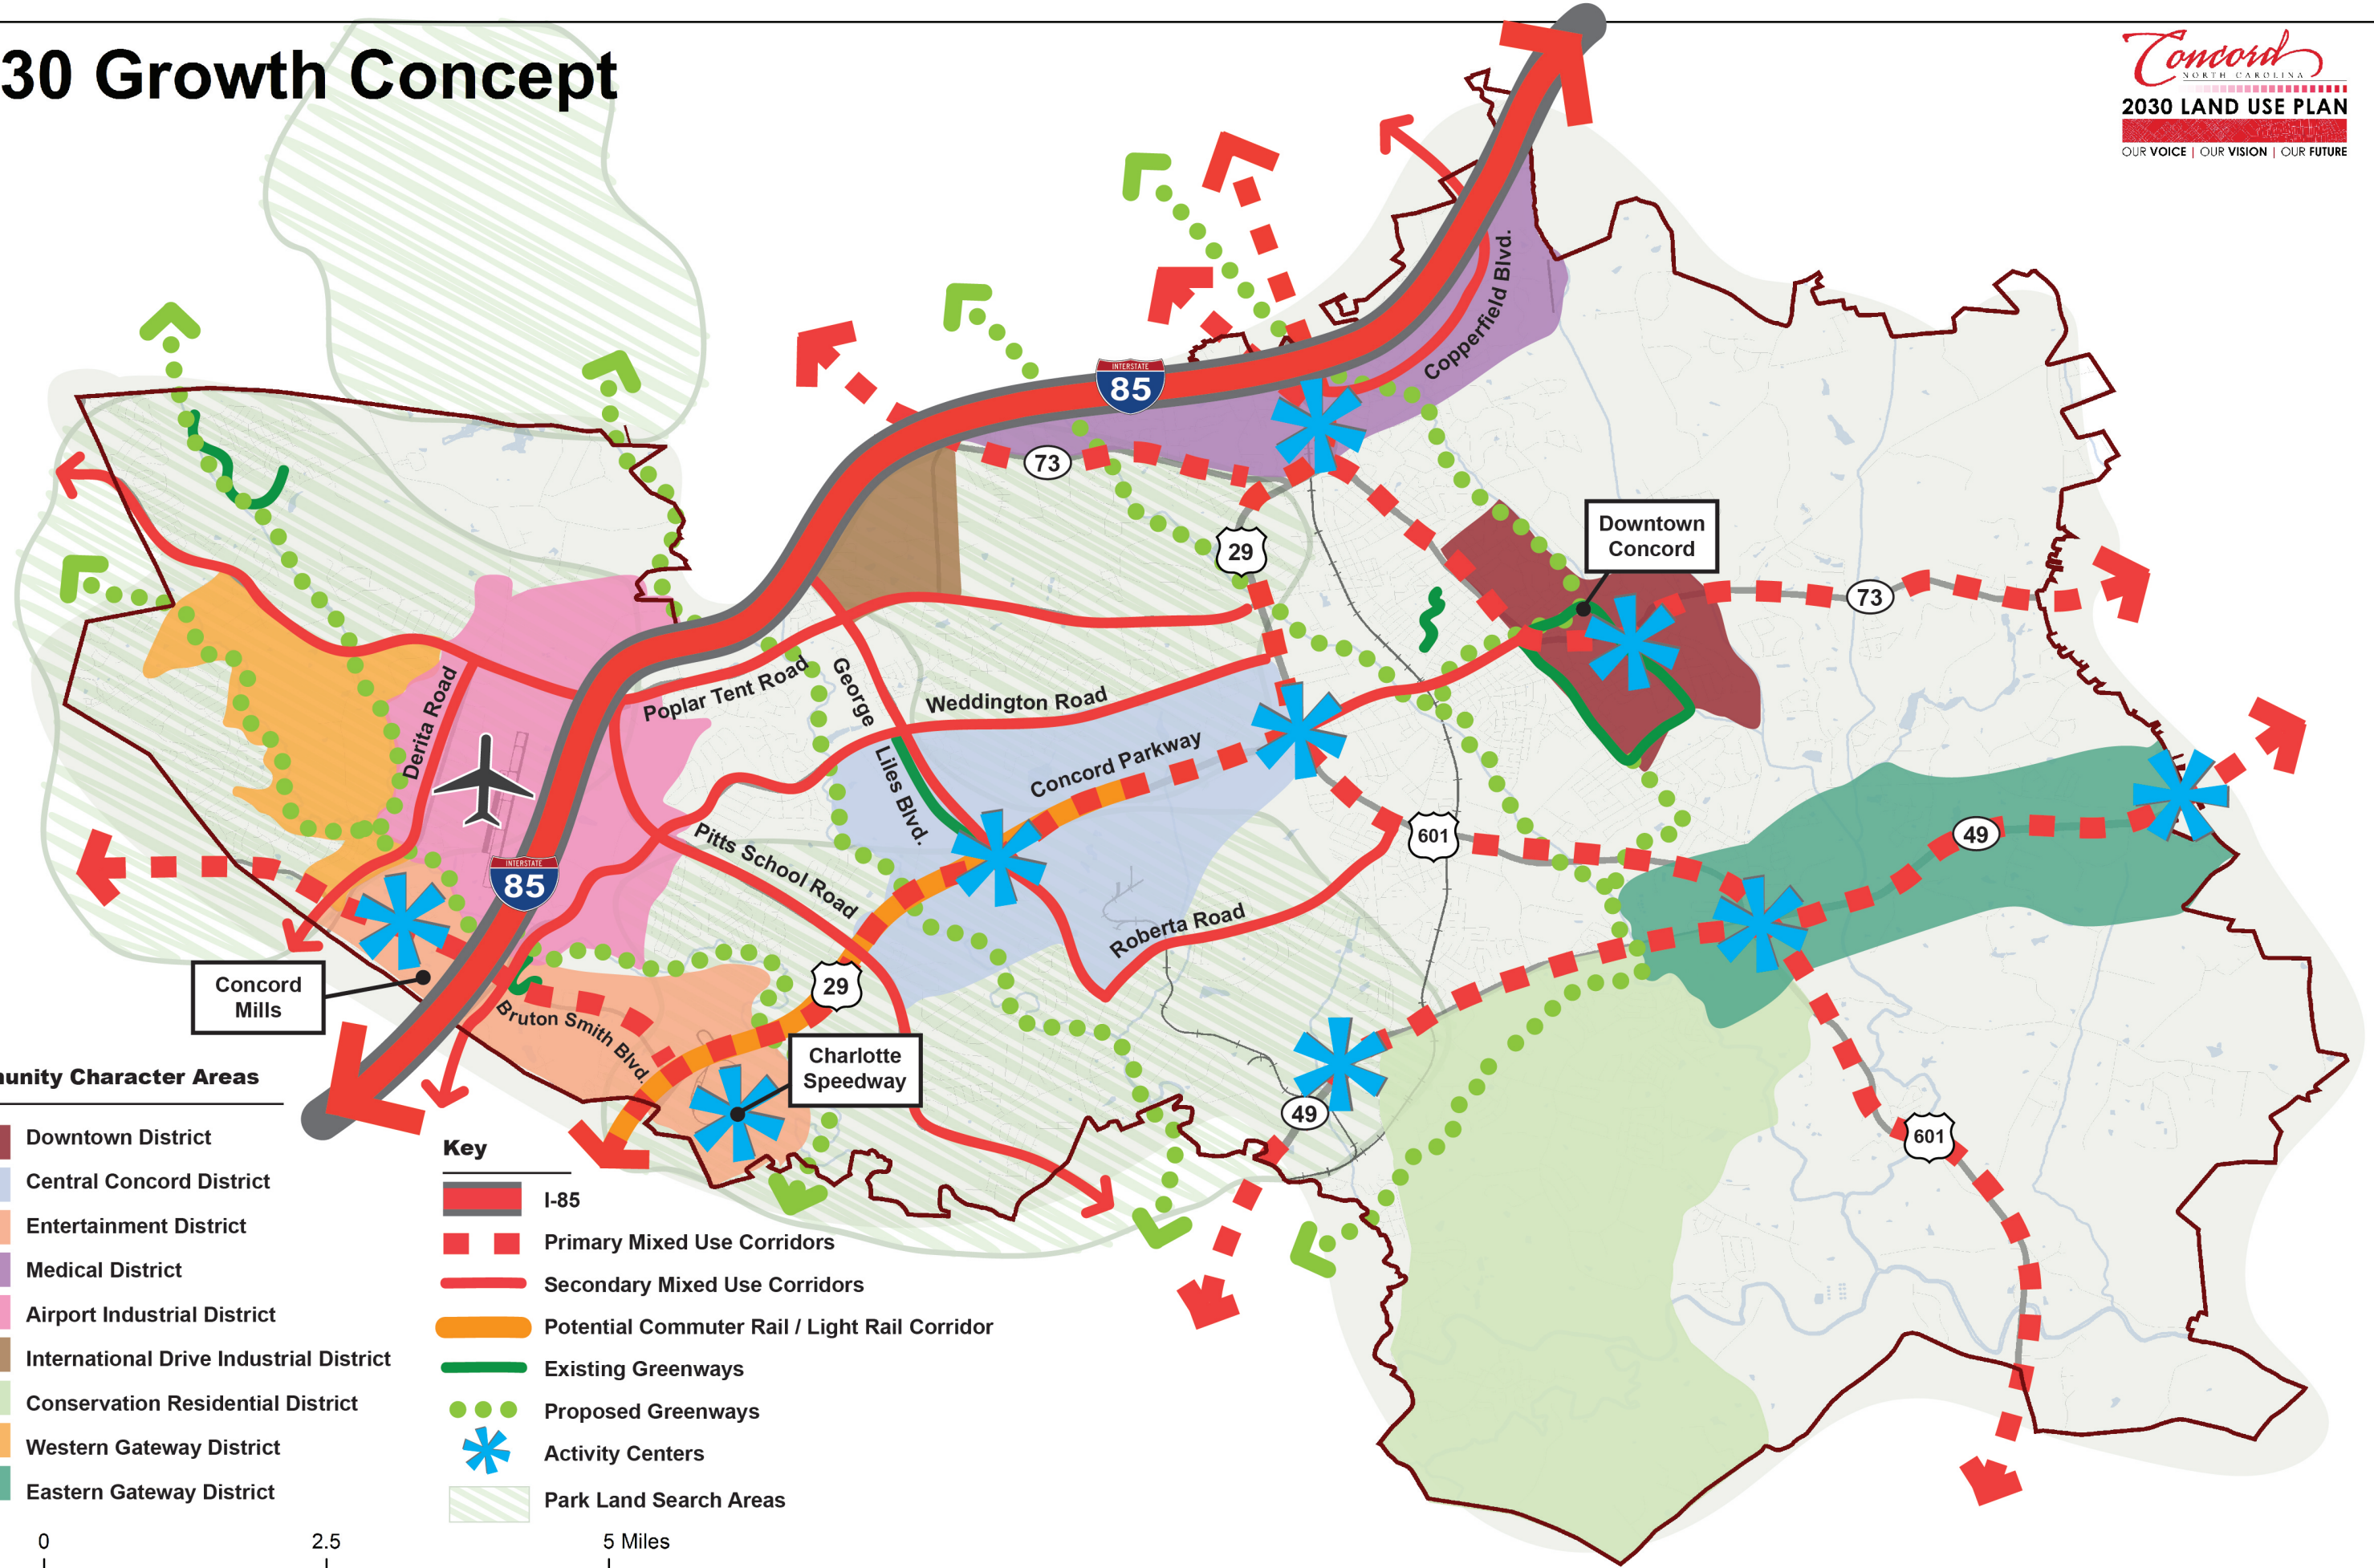 30 Growth Concept
Concord
NORTH CAROLINA
2030 LAND USE PLAN
OUR VOICE | OUR VISION | OUR FUTURE
INTERSTATE
85
Copperfield Blvd.
73
29
Downtown
Concord
73
Poplar Tent Road
George
Liles Blvd.
Weddington Road
Derita Road
Concord Parkway
Pitts School Road
601
49
INTERSTATE
85
Roberta Road
Concord
Mills
29
Bruton Smith Blvd.
Charlotte
Speedway
49
601
unity Character Areas
Downtown District
Central Concord District
Entertainment District
Medical District
Airport Industrial District
International Drive Industrial District
Conservation Residential District
Western Gateway District
Eastern Gateway District
Key
I-85
Primary Mixed Use Corridors
Secondary Mixed Use Corridors
Potential Commuter Rail / Light Rail Corridor
Existing Greenways
Proposed Greenways
Activity Centers
Park Land Search Areas
0 2.5 5 Miles